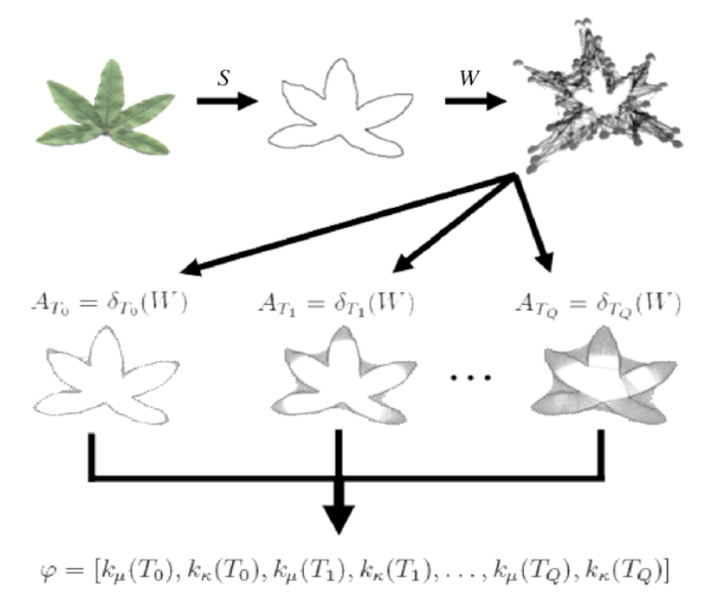 S W
A_{T_0} = δ_{T_0}(W) A_{T_1} = δ_{T_1}(W) A_{T_Q} = δ_{T_Q}(W)
...
φ = [k_μ(T_0), k_κ(T_0), k_μ(T_1), k_κ(T_1), . . . , k_μ(T_Q), k_κ(T_Q)]